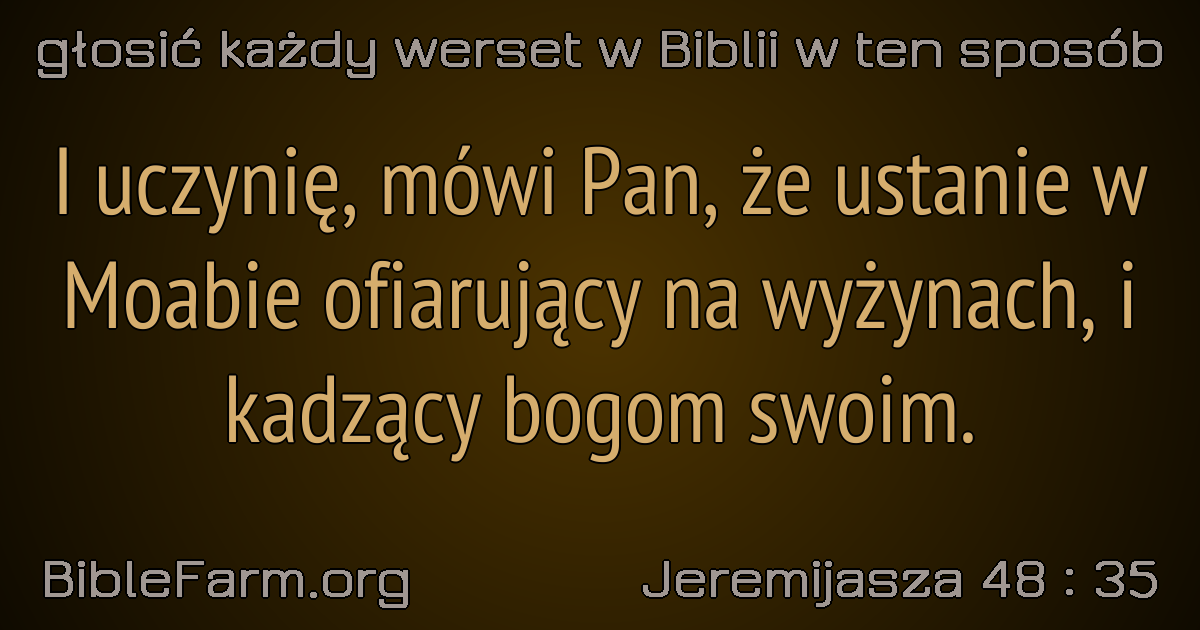 głosić każdy werset w Biblii w ten sposób
I uczynię, mówi Pan, że ustanie w
Moabie ofiarujący na wyżynach, i
kadzący bogom swoim.
BibleFarm.org
Jeremijasza 48 : 35